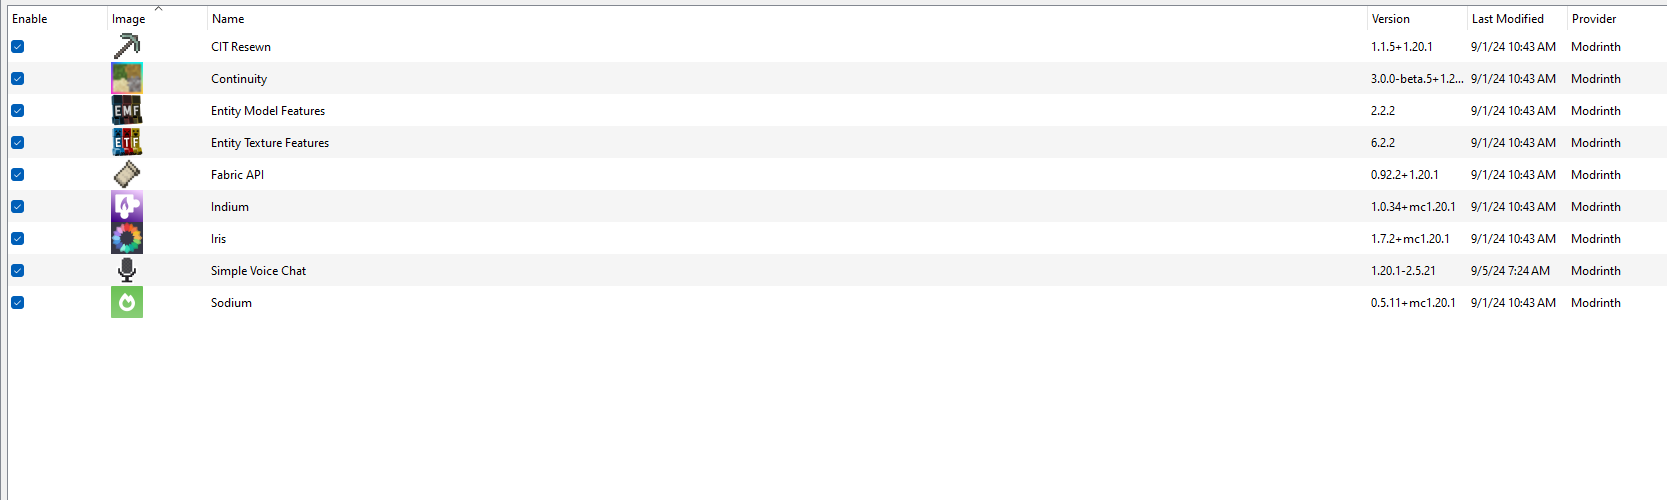 Enable Image Name Version Last Modified Provider
CIT Resewn 1.1.5+1.20.1 9/1/24 10:43 AM Modrinth
Continuity 3.0.0-beta.5+1.2... 9/1/24 10:43 AM Modrinth
EMF Entity Model Features 2.2.2 9/1/24 10:43 AM Modrinth
ETF Entity Texture Features 6.2.2 9/1/24 10:43 AM Modrinth
Fabric API 0.92.2+1.20.1 9/1/24 10:43 AM Modrinth
Indium 1.0.34+mc1.20.1 9/1/24 10:43 AM Modrinth
Iris 1.7.2+mc1.20.1 9/1/24 10:43 AM Modrinth
Simple Voice Chat 1.20.1-2.5.21 9/5/24 7:24 AM Modrinth
Sodium 0.5.11+mc1.20.1 9/1/24 10:43 AM Modrinth